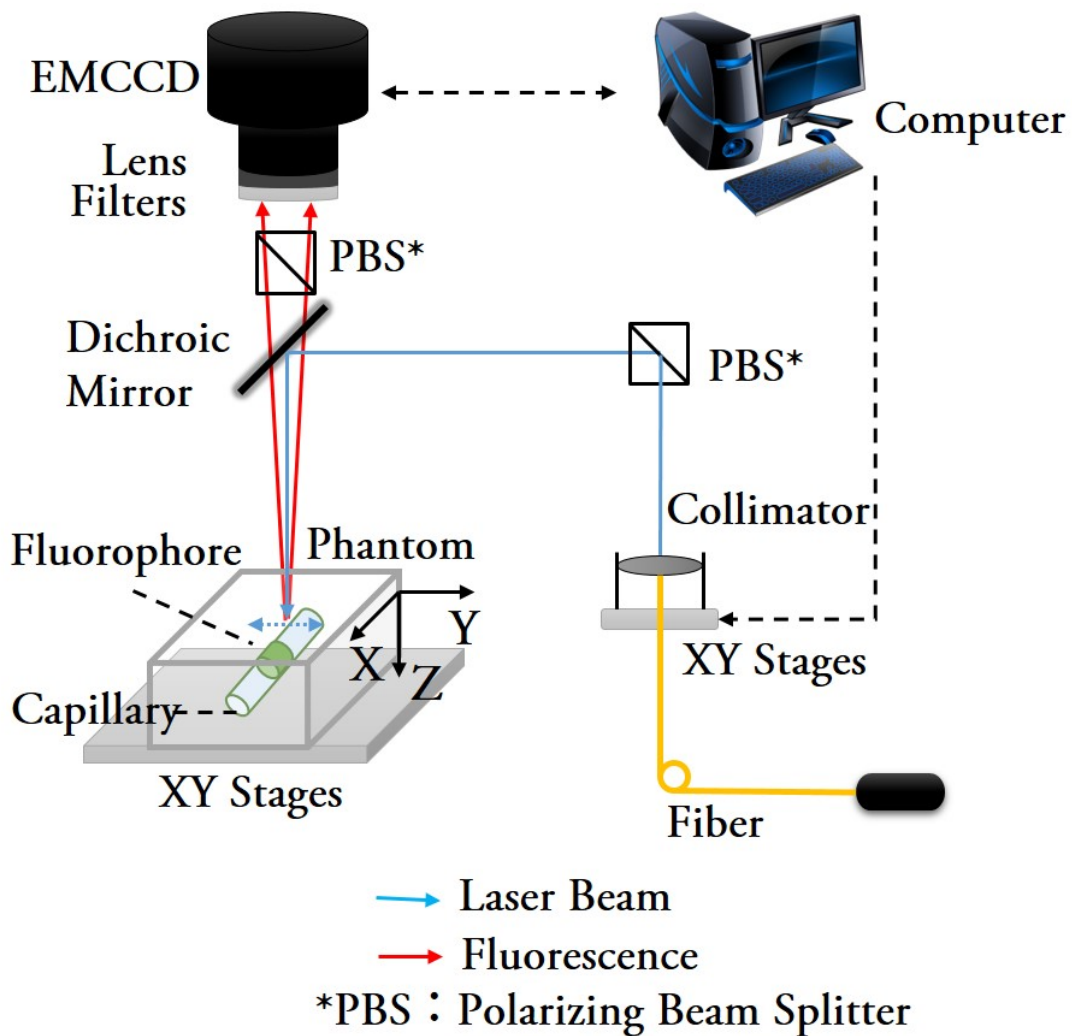 EMCCD
Computer
Lens
Filters
PBS*
Dichroic
Mirror
PBS*
Collimator
Fluorophore
Phantom
Y
X
Z
XY Stages
Capillary
XY Stages
Fiber
Laser Beam
Fluorescence
*PBS：Polarizing Beam Splitter